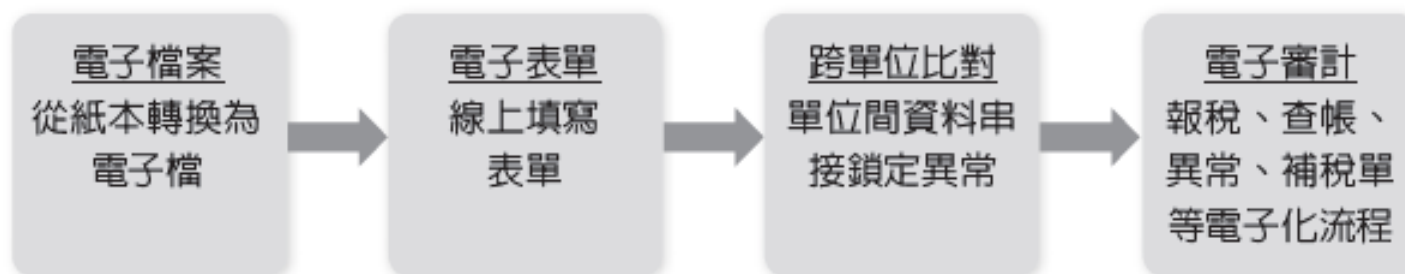 電子檔案
從紙本轉換為
電子檔
電子表單
線上填寫
表單
跨單位比對
單位間資料串
接鎖定異常
電子審計
報稅、查帳、
異常、補稅單
等電子化流程